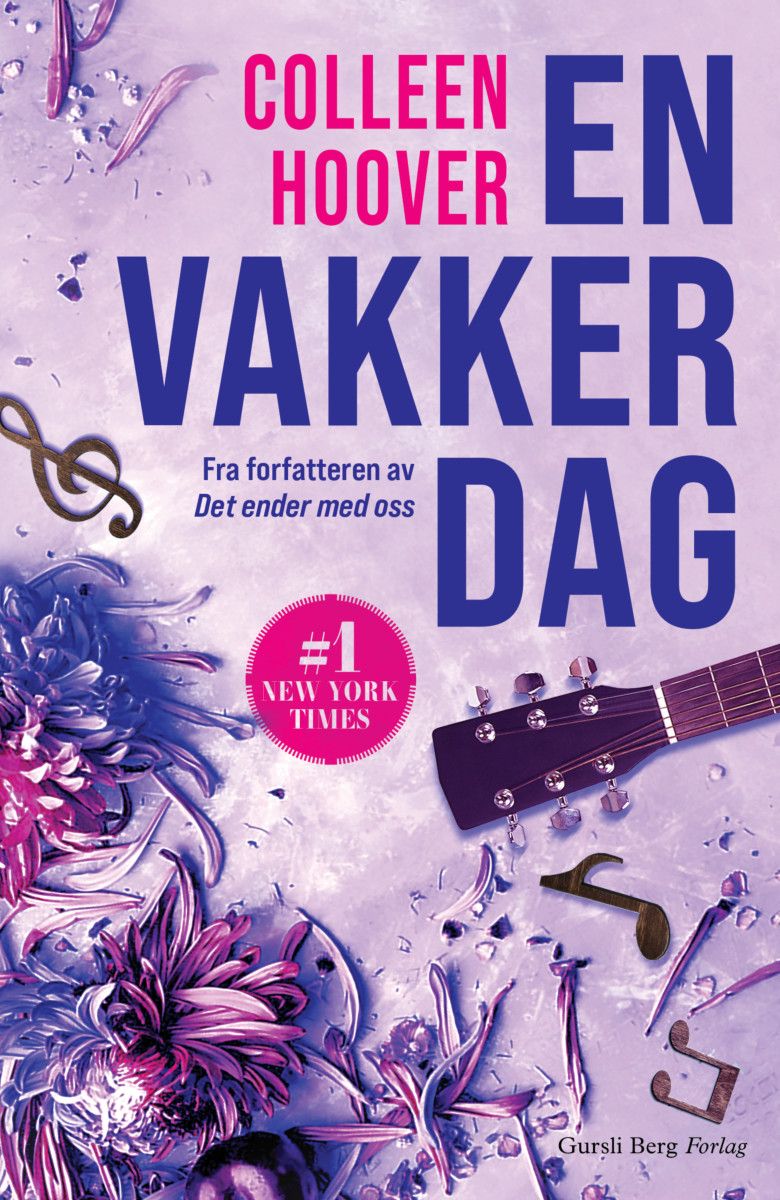 COLLEEN
HOOVER
EN
VAKKER
DAG
Fra forfatteren av
Det ender med oss
#1
NEW YORK
TIMES
Gursli Berg Forlag